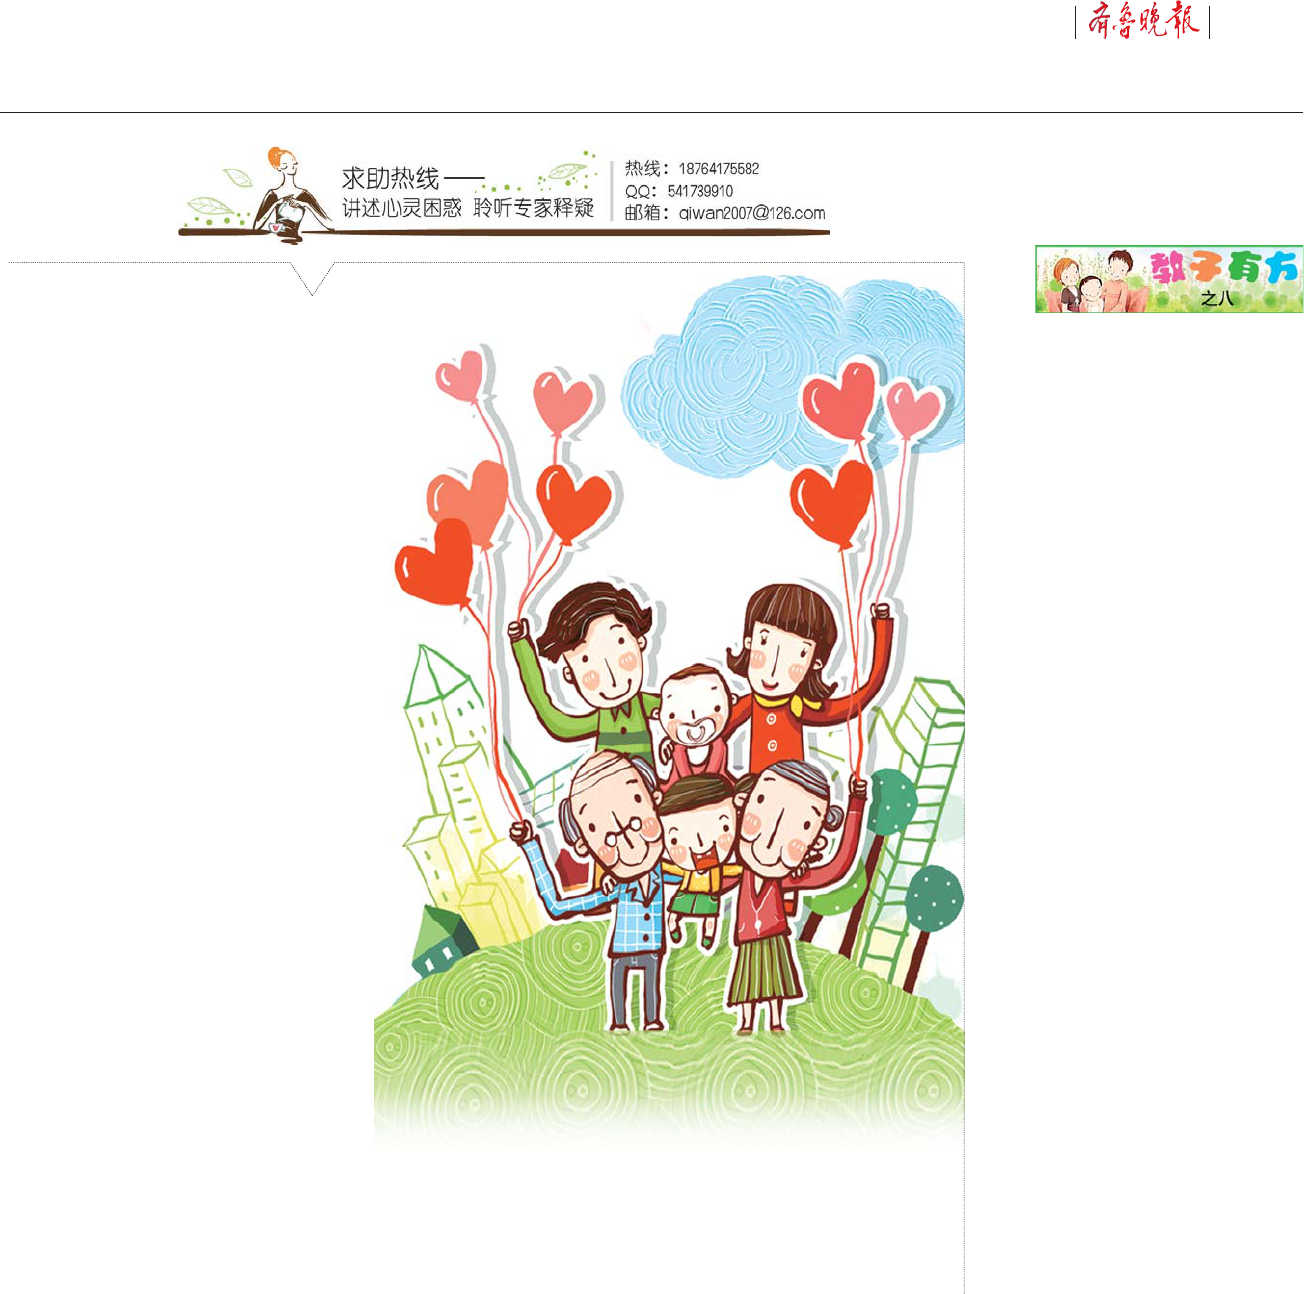 齐鲁晚报
求助热线——
讲述心灵困惑 聆听专家释疑
热线：18764175582
QQ：541739910
邮箱：qiwan2007@126.com
教子有方
之八